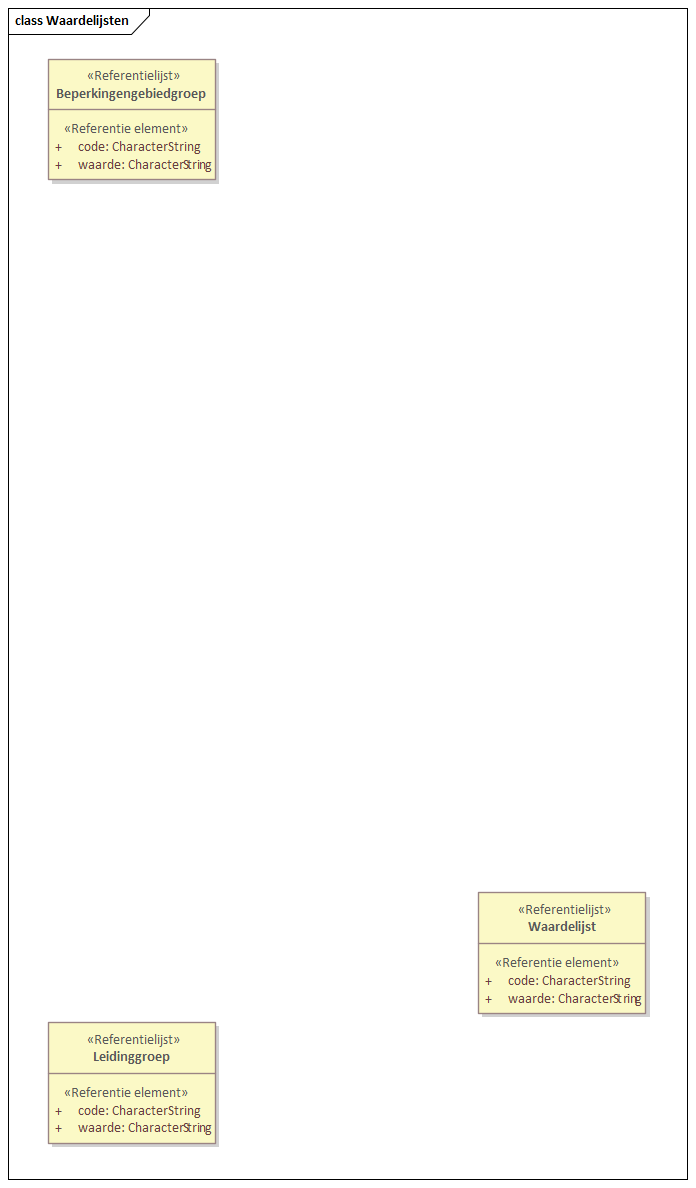 class Waardelijsten
«Referentielijst»
Beperkingengebiedgroep
«Referentie element»
+ code: CharacterString
+ waarde: CharacterString
«Referentielijst»
Waardelijst
«Referentie element»
+ code: CharacterString
+ waarde: CharacterString
«Referentielijst»
Leidinggroep
«Referentie element»
+ code: CharacterString
+ waarde: CharacterString